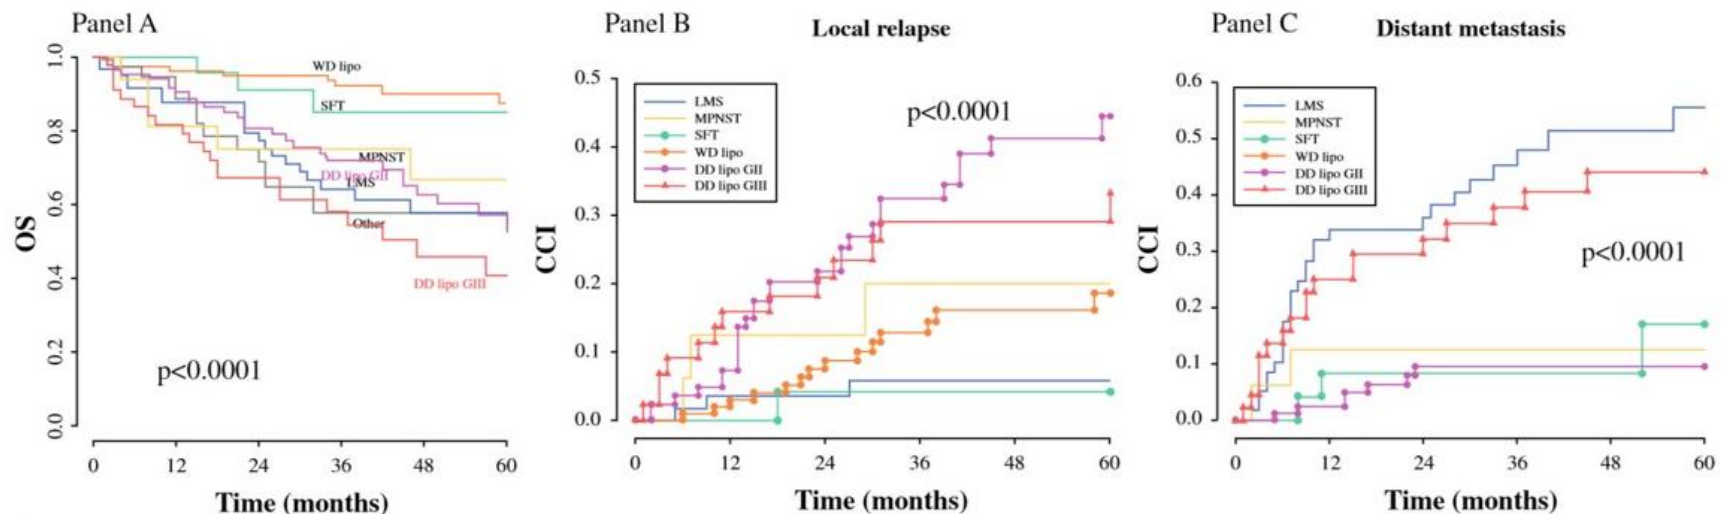 Panel A
OS
1.0
0.8
0.6
0.4
0.2
0.0
WD lipo
SFT
MPNST
DD lipo GII
LMS
Other
DD lipo GIII
p<0.0001
0 12 24 36 48 60
Time (months)
Panel B
Local relapse
CCI
0.5
0.4
0.3
0.2
0.1
0.0
LMS
MPNST
SFT
WD lipo
DD lipo GII
DD lipo GIII
p<0.0001
0 12 24 36 48 60
Time (months)
Panel C
Distant metastasis
CCI
0.6
0.5
0.4
0.3
0.2
0.1
0.0
LMS
MPNST
SFT
WD lipo
DD lipo GII
DD lipo GIII
p<0.0001
0 12 24 36 48 60
Time (months)